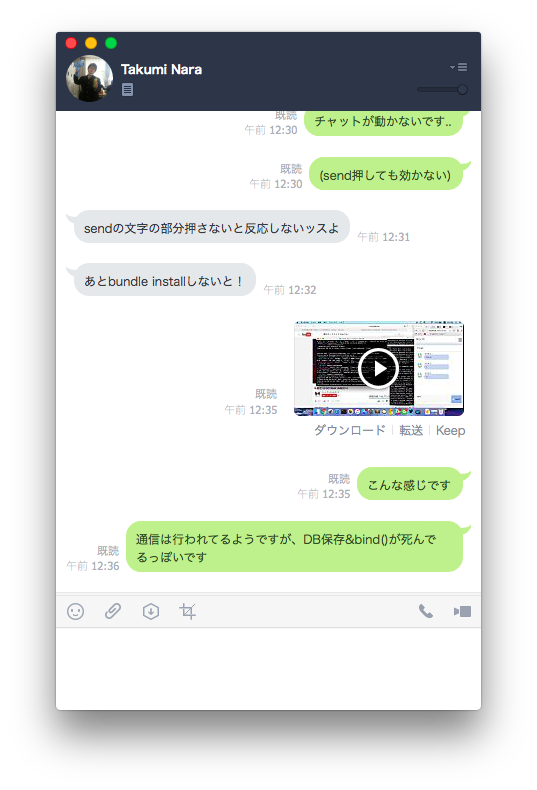 Takumi Nara
既読
午前 12:30
チャットが動かないです..
既読
午前 12:30
(send押しても効かない)
sendの文字の部分押さないと反応しないッスよ
午前 12:31
あとbundle installしないと！
午前 12:32
既読
午前 12:35
ダウンロード
転送
Keep
既読
午前 12:35
こんな感じです
既読
午前 12:36
通信は行われてるようですが、DB保存&bind()が死んで
るっぽいです